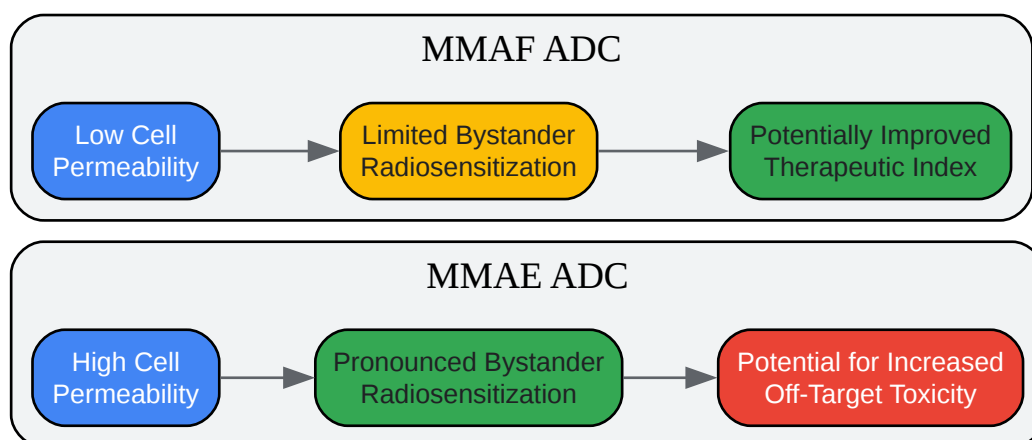 MMAF ADC
Low Cell
Permeability
Limited Bystander
Radiosensitization
Potentially Improved
Therapeutic Index
MMAE ADC
High Cell
Permeability
Pronounced Bystander
Radiosensitization
Potential for Increased
Off-Target Toxicity